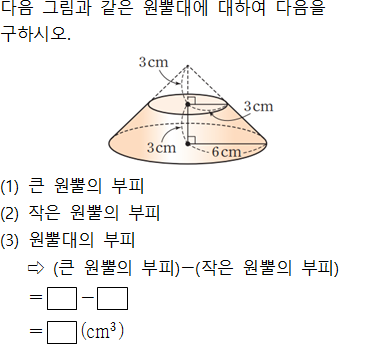 다음 그림과 같은 원뿔대에 대하여 다음을
구하시오.
3cm
3cm
3cm
6cm
(1) 큰 원뿔의 부피
(2) 작은 원뿔의 부피
(3) 원뿔대의 부피
⇨ (큰 원뿔의 부피)-(작은 원뿔의 부피)
=□-□
=□(cm³)